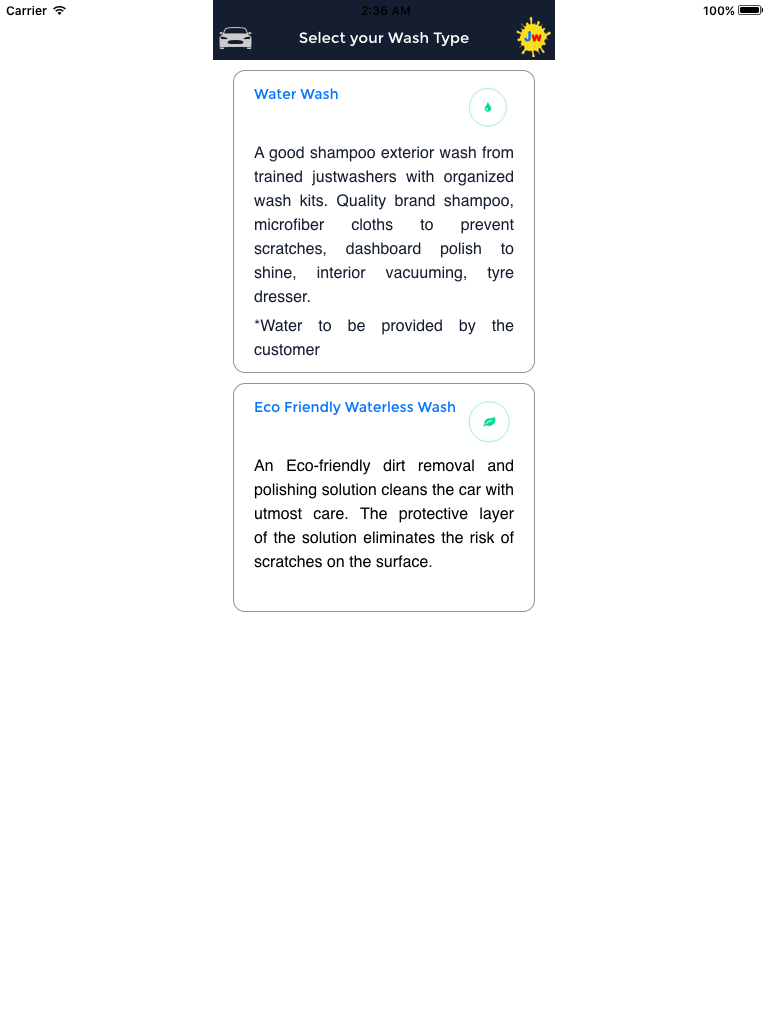 Carrier 2:36 AM 100%
Select your Wash Type
JW
Water Wash
A good shampoo exterior wash from
trained justwashers with organized
wash kits. Quality brand shampoo,
microfiber cloths to prevent
scratches, dashboard polish to
shine, interior vacuuming, tyre
dresser.
*Water to be provided by the
customer
Eco Friendly Waterless Wash
An Eco-friendly dirt removal and
polishing solution cleans the car with
utmost care. The protective layer
of the solution eliminates the risk of
scratches on the surface.